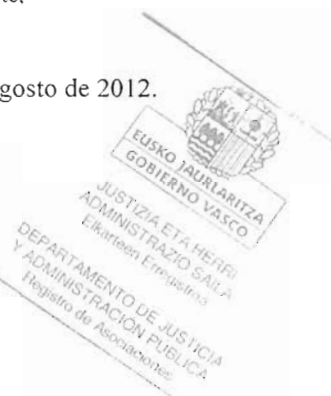 gosto de 2012.
EUSKO JAURLARITZA
GOBIERNO VASCO
JUSTIZIA ETA HERRI
ADMINISTRAZIO SAILA
Elkarteen Erregistroa
DEPARTAMENTO DE JUSTICIA
Y ADMINISTRACIÓN PÚBLICA
Registro de Asociaciones